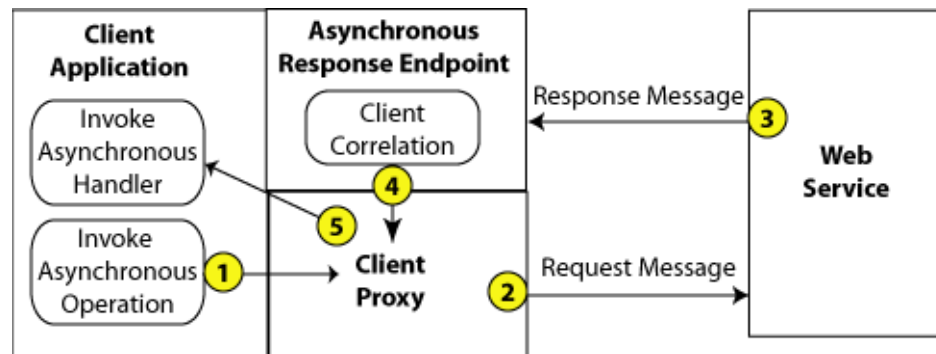 Client
Application
Invoke
Asynchronous
Handler
Invoke
Asynchronous
Operation
1
Asynchronous
Response Endpoint
Client
Correlation
4
5
Client
Proxy
2
Response Message
3
Request Message
Web
Service